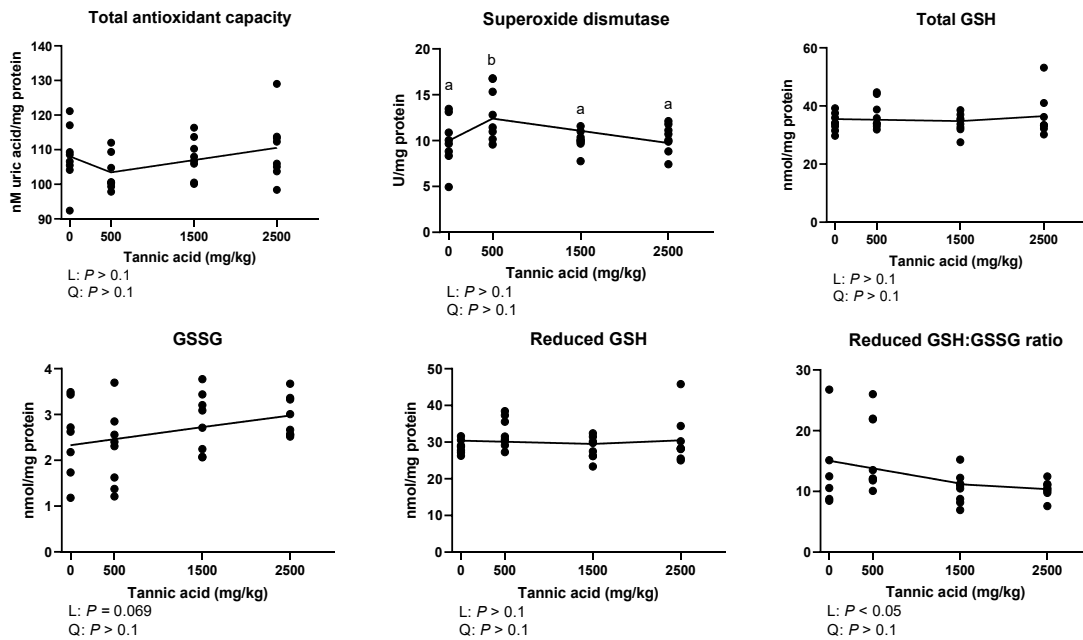 Total antioxidant capacity
nM uric acid/mg protein
140
130
120
110
100
90
0 500 1500 2500
Tannic acid (mg/kg)
L: P > 0.1
Q: P > 0.1
Superoxide dismutase
U/mg protein
20
15
10
5
0
a b a a
0 500 1500 2500
Tannic acid (mg/kg)
L: P > 0.1
Q: P > 0.1
Total GSH
nmol/mg protein
60
40
20
0
0 500 1500 2500
Tannic acid (mg/kg)
L: P > 0.1
Q: P > 0.1
GSSG
nmol/mg protein
4
3
2
1
0
0 500 1500 2500
Tannic acid (mg/kg)
L: P = 0.069
Q: P > 0.1
Reduced GSH
nmol/mg protein
50
40
30
20
10
0
0 500 1500 2500
Tannic acid (mg/kg)
L: P > 0.1
Q: P > 0.1
Reduced GSH:GSSG ratio
30
20
10
0
0 500 1500 2500
Tannic acid (mg/kg)
L: P < 0.05
Q: P > 0.1